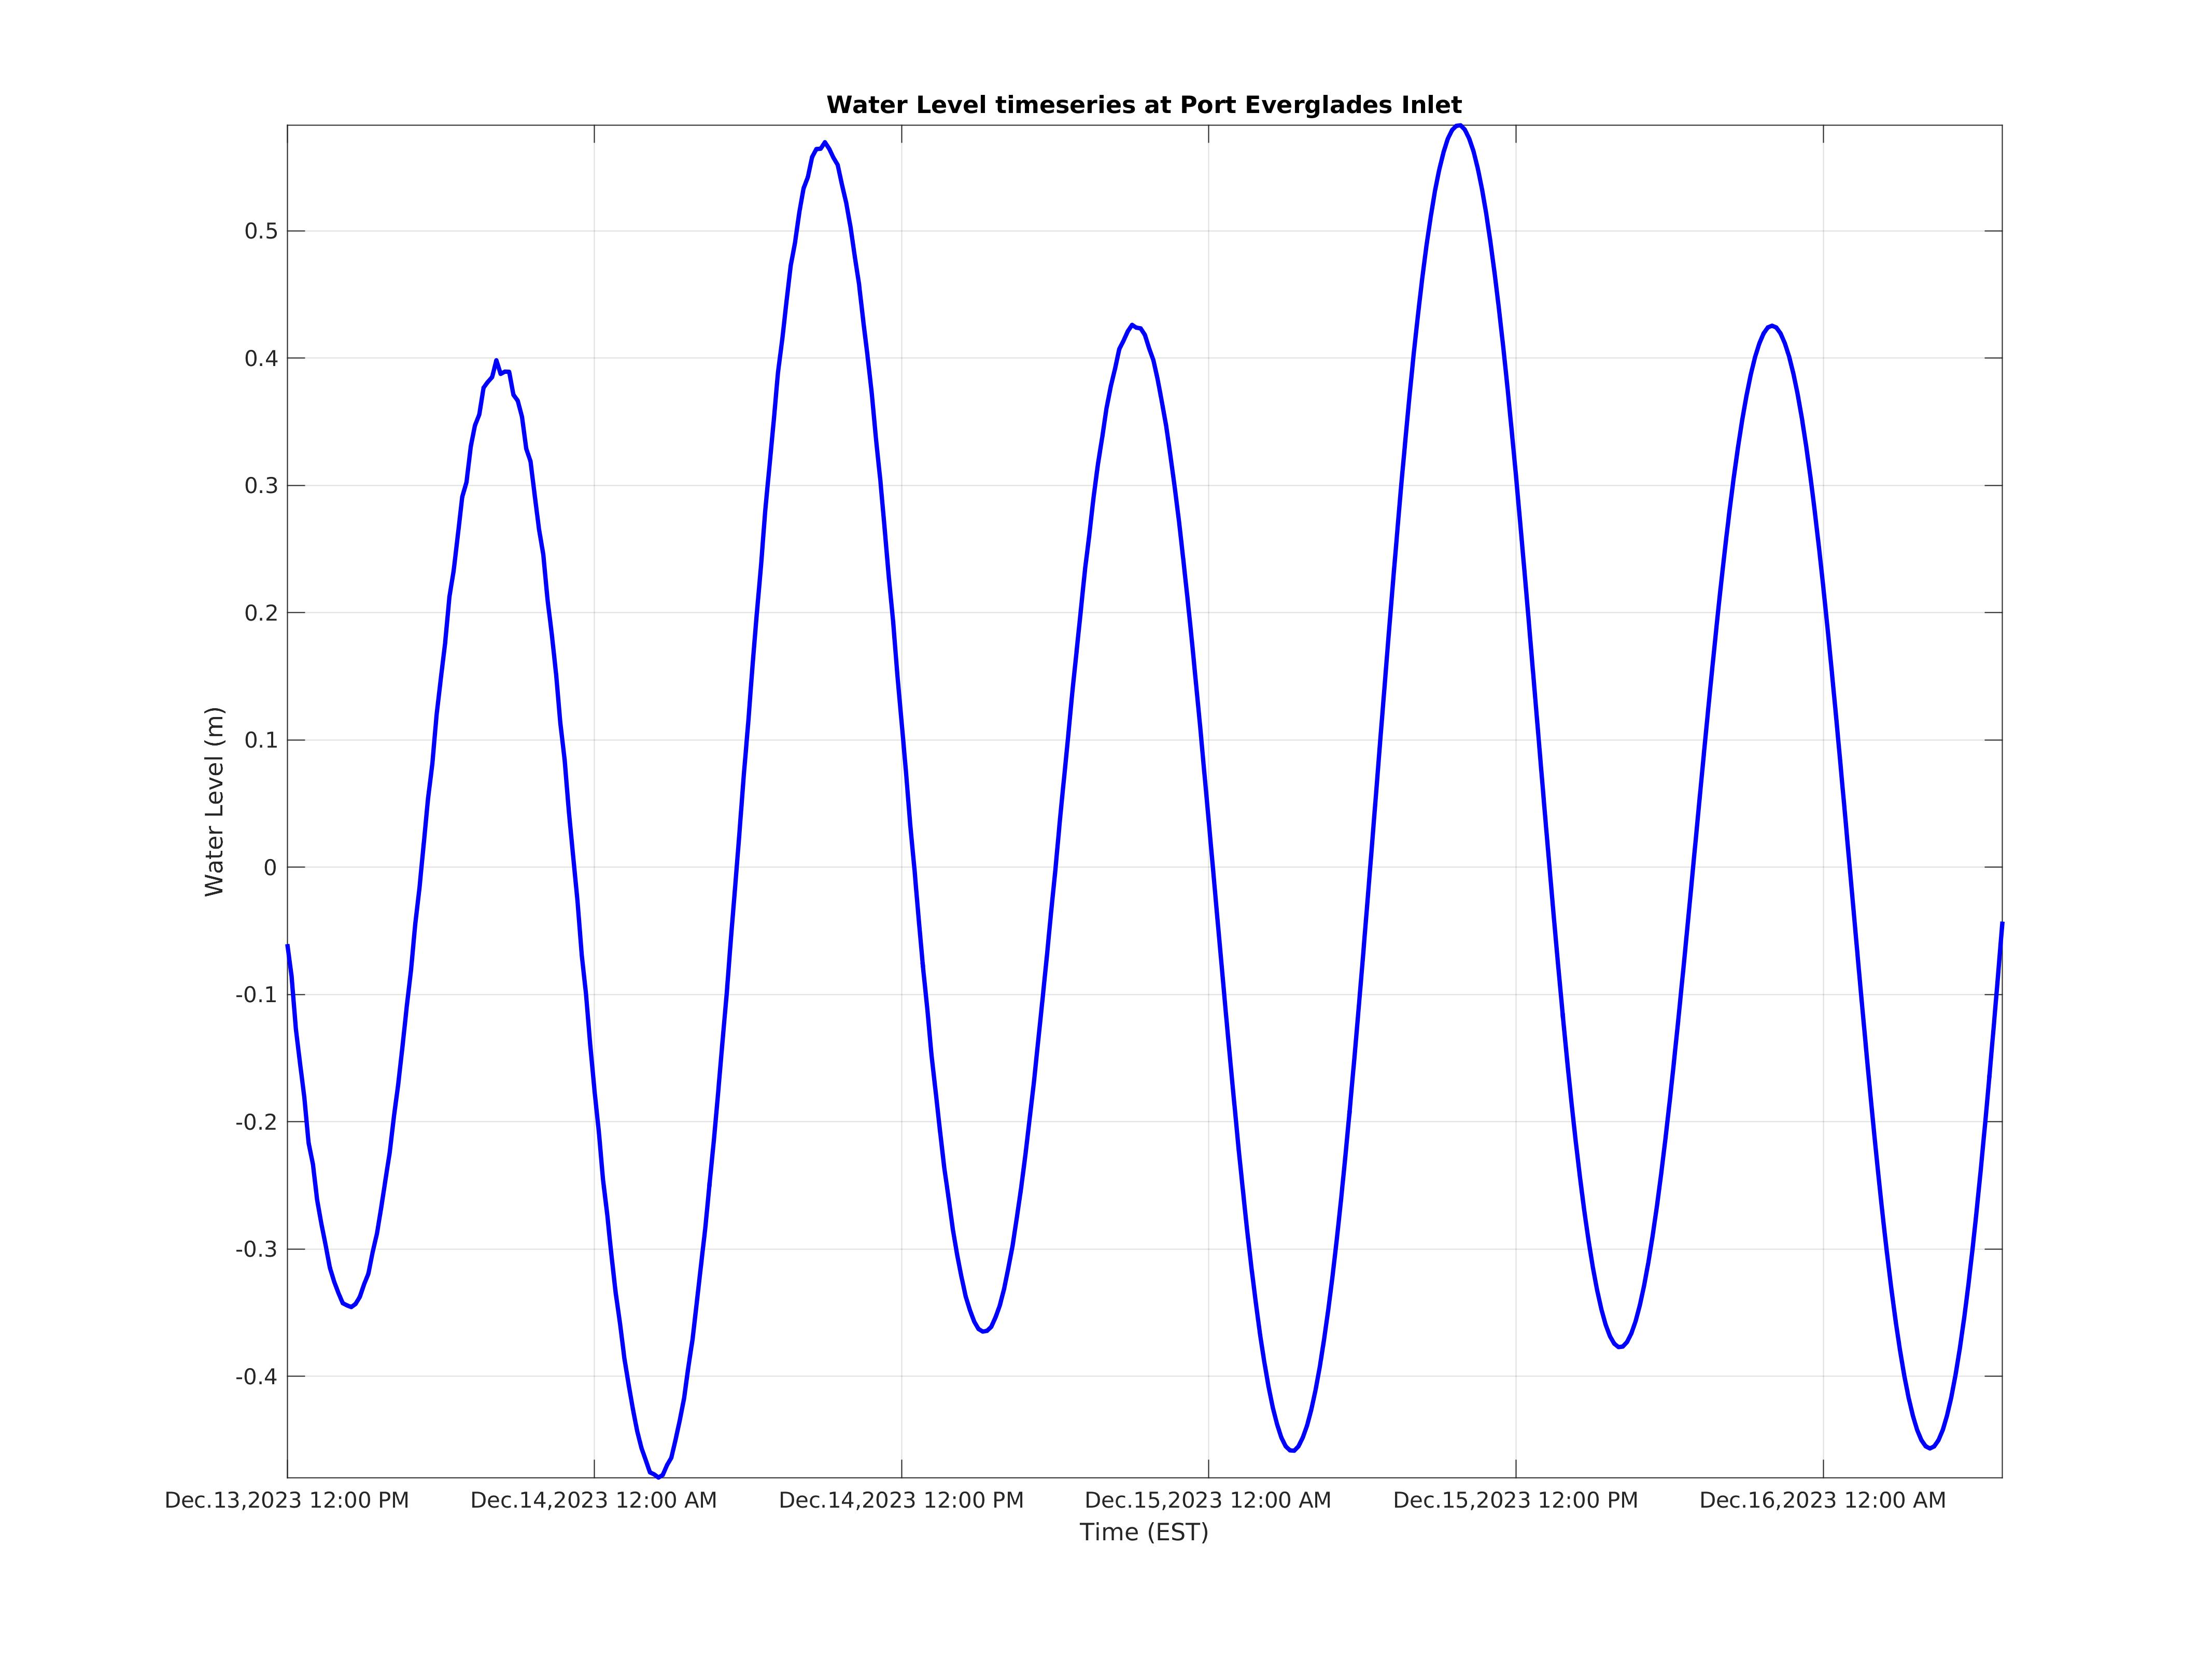 Water Level timeseries at Port Everglades Inlet
0.5
0.4
0.3
0.2
0.1
0
-0.1
-0.2
-0.3
-0.4
Water Level (m)
Dec.13,2023 12:00 PM Dec.14,2023 12:00 AM Dec.14,2023 12:00 PM Dec.15,2023 12:00 AM Dec.15,2023 12:00 PM Dec.16,2023 12:00 AM
Time (EST)